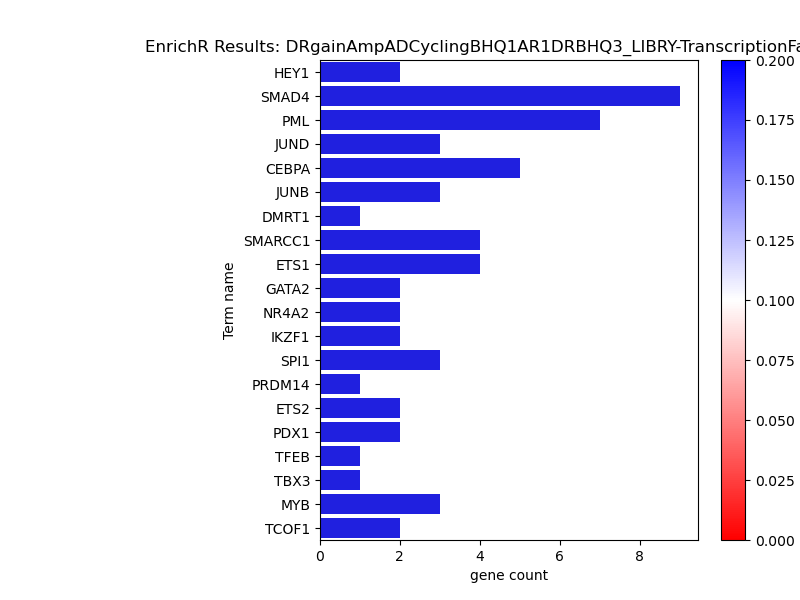 EnrichR Results: DRgainAmpADCyclingBHQ1AR1DRBHQ3_LIBRY-TranscriptionFa
HEY1
SMAD4
PML
JUND
CEBPA
JUNB
DMRT1
SMARCC1
ETS1
GATA2
NR4A2
IKZF1
SPI1
PRDM14
ETS2
PDX1
TFEB
TBX3
MYB
TCOF1
Term name
0 2 4 6 8
gene count
0.200
0.175
0.150
0.125
0.100
0.075
0.050
0.025
0.000